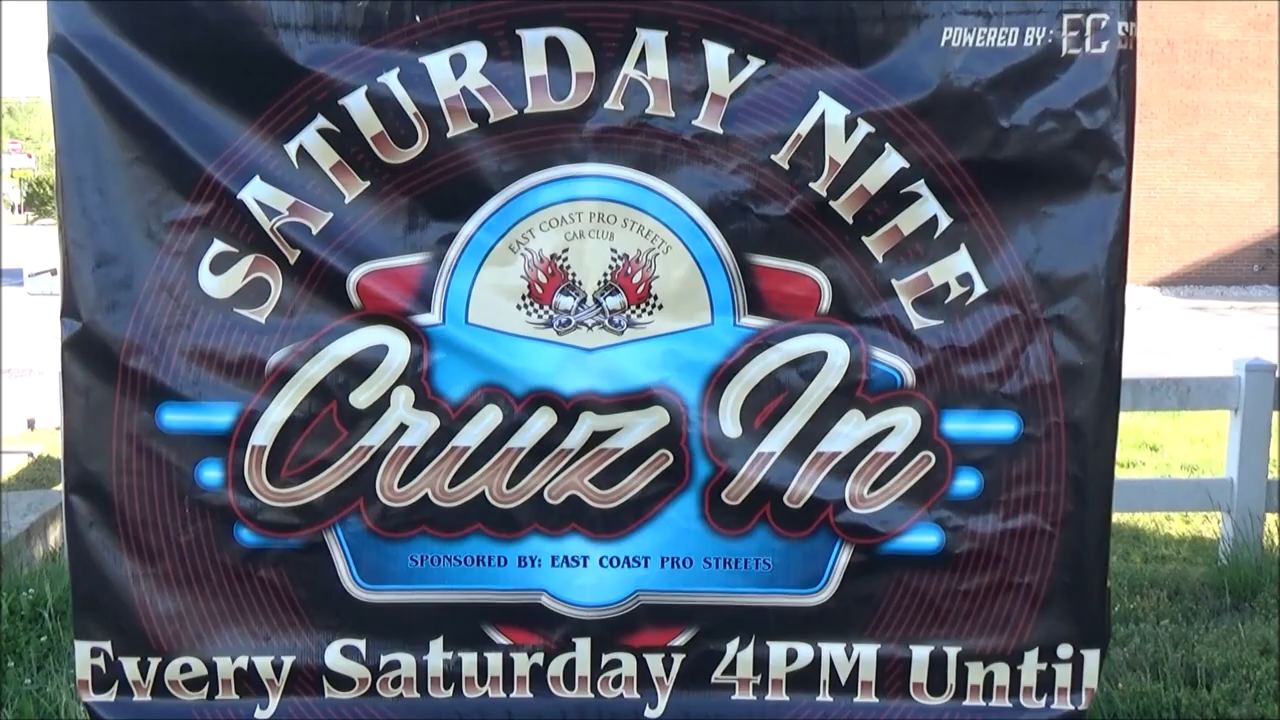 POWERED BY: EC
SATURDAY NITE
EAST COAST PRO STREETS
CAR CLUB
Cruz In
SPONSORED BY: EAST COAST PRO STREETS
Every Saturday 4PM Until